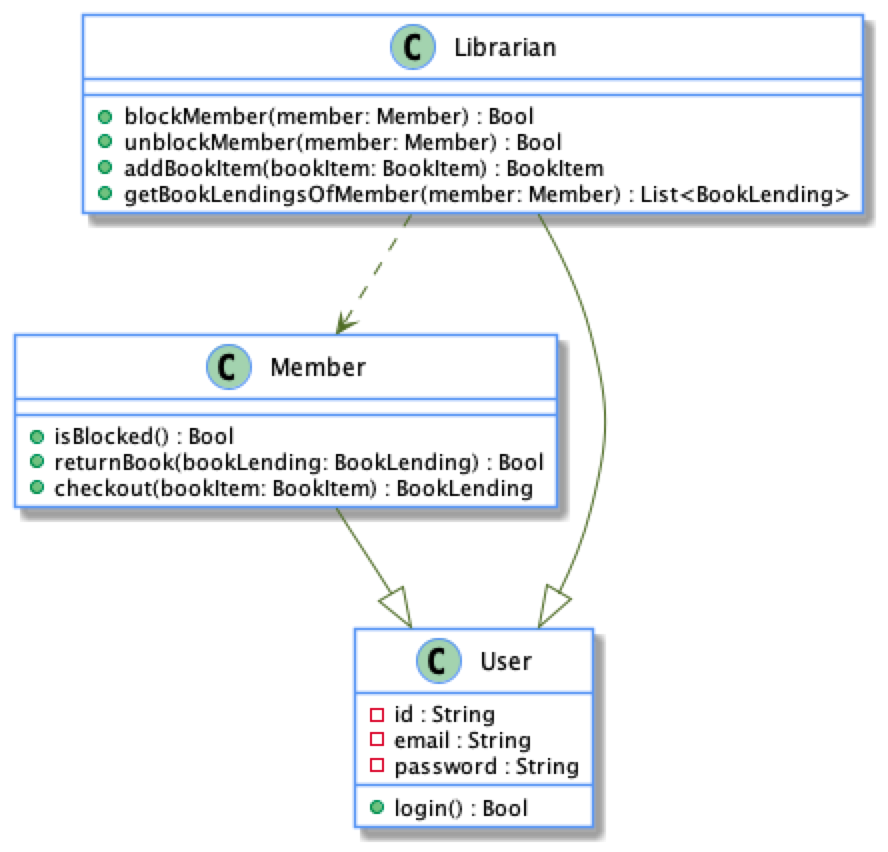 C Librarian
blockMember(member: Member) : Bool
unblockMember(member: Member) : Bool
addBookItem(bookItem: BookItem) : BookItem
getBookLendingsOfMember(member: Member) : List<BookLending>
C Member
isBlocked() : Bool
returnBook(bookLending: BookLending) : Bool
checkout(bookItem: BookItem) : BookLending
C User
id : String
email : String
password : String
login() : Bool